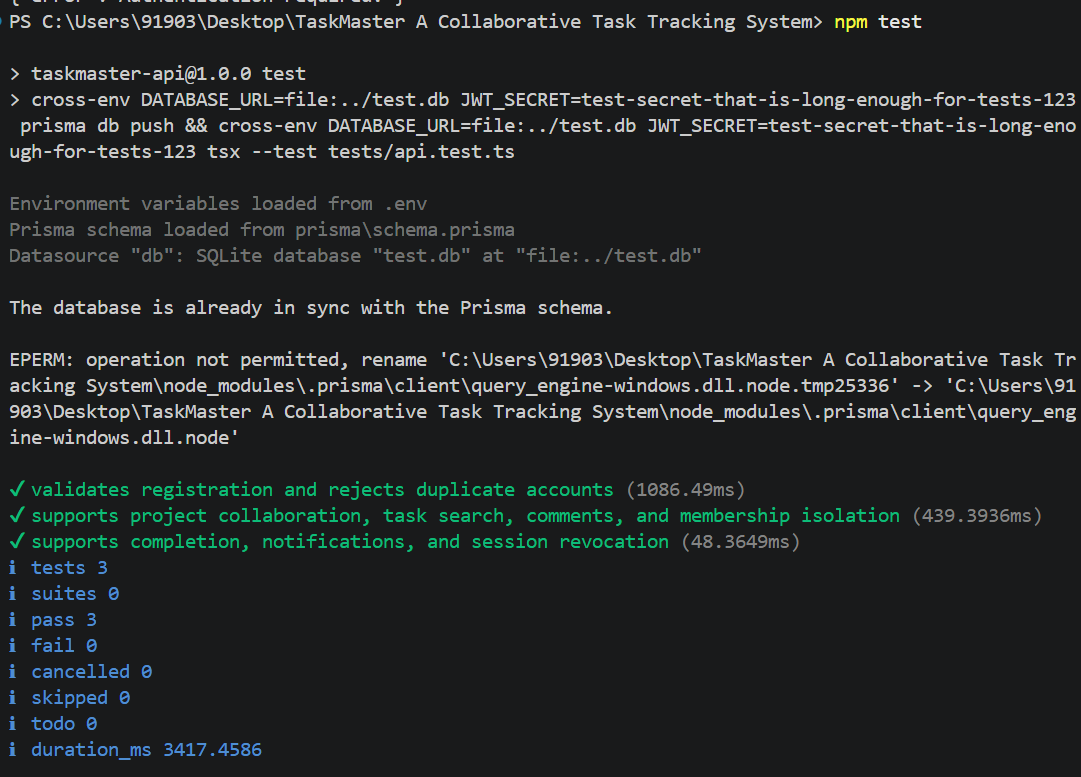 PS C:\Users\91903\Desktop\TaskMaster A Collaborative Task Tracking System> npm test
> taskmaster-api@1.0.0 test
> cross-env DATABASE_URL=file:../test.db JWT_SECRET=test-secret-that-is-long-enough-for-tests-123
prisma db push && cross-env DATABASE_URL=file:../test.db JWT_SECRET=test-secret-that-is-long-eno
ugh-for-tests-123 tsx --test tests/api.test.ts
Environment variables loaded from .env
Prisma schema loaded from prisma\schema.prisma
Datasource "db": SQLite database "test.db" at "file:../test.db"
The database is already in sync with the Prisma schema.
EPERM: operation not permitted, rename 'C:\Users\91903\Desktop\TaskMaster A Collaborative Task Tr
acking System\node_modules\.prisma\client\query_engine-windows.dll.node.tmp25336' -> 'C:\Users\91
903\Desktop\TaskMaster A Collaborative Task Tracking System\node_modules\.prisma\client\query_eng
ine-windows.dll.node'
✓ validates registration and rejects duplicate accounts (1086.49ms)
✓ supports project collaboration, task search, comments, and membership isolation (439.3936ms)
✓ supports completion, notifications, and session revocation (48.3649ms)
ℹ tests 3
ℹ suites 0
ℹ pass 3
ℹ fail 0
ℹ cancelled 0
ℹ skipped 0
ℹ todo 0
ℹ duration_ms 3417.4586